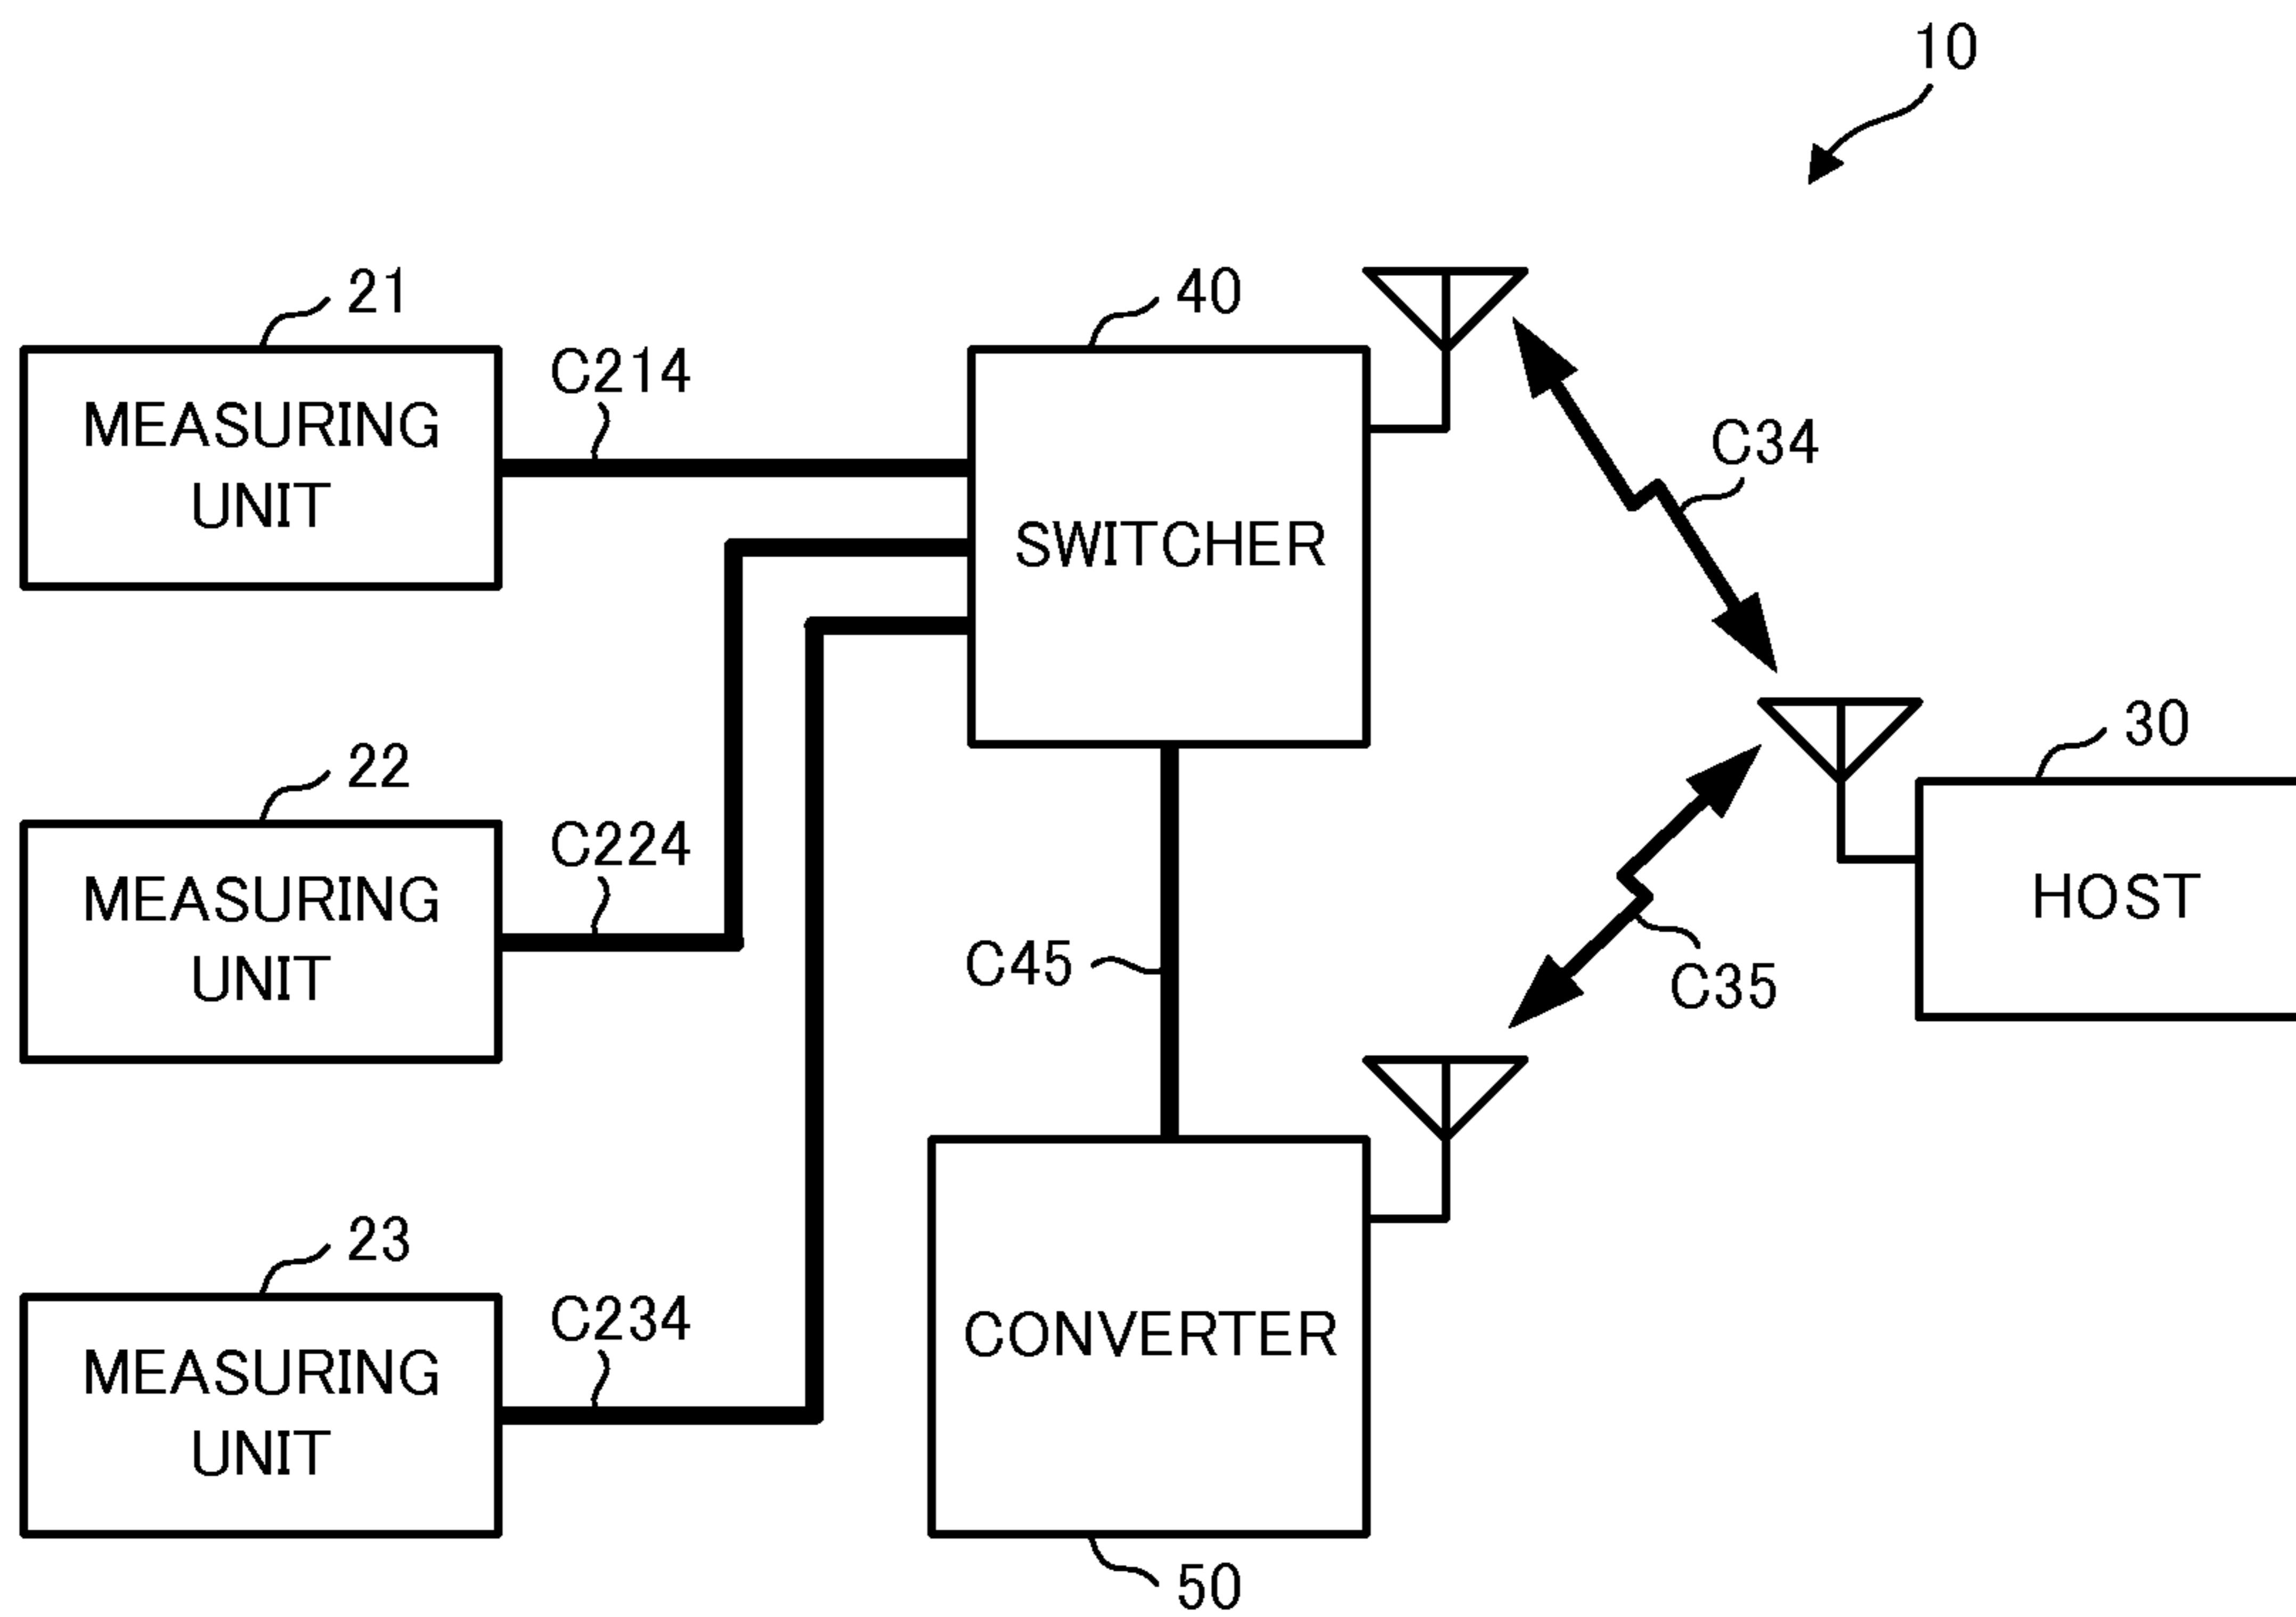 10
21
40
C214
MEASURING
UNIT
C34
SWITCHER
22
30
C224
MEASURING
UNIT
HOST
C45
C35
23
C234
CONVERTER
MEASURING
UNIT
50